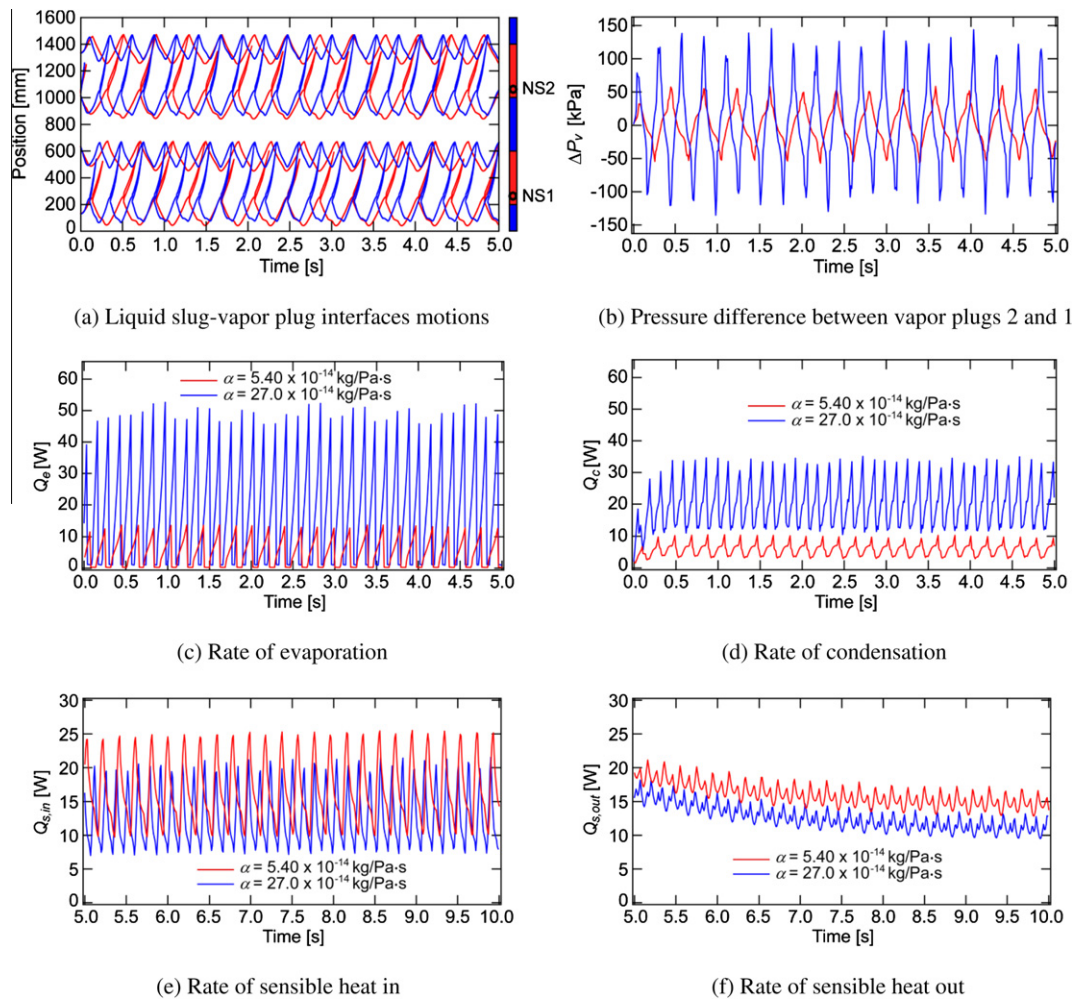 1600
1400
1200
1000
800
600
400
200
0
Position [mm]
NS2
NS1
0.0 0.5 1.0 1.5 2.0 2.5 3.0 3.5 4.0 4.5 5.0
Time [s]
(a) Liquid slug-vapor plug interfaces motions
150
100
50
0
-50
-100
-150
ΔPv [kPa]
0.0 0.5 1.0 1.5 2.0 2.5 3.0 3.5 4.0 4.5 5.0
Time [s]
(b) Pressure difference between vapor plugs 2 and 1
60
50
40
30
20
10
0
Qe [W]
α = 5.40 x 10-14 kg/Pa·s
α = 27.0 x 10-14 kg/Pa·s
0.0 0.5 1.0 1.5 2.0 2.5 3.0 3.5 4.0 4.5 5.0
Time [s]
(c) Rate of evaporation
60
50
40
30
20
10
0
Qc [W]
α = 5.40 x 10-14 kg/Pa·s
α = 27.0 x 10-14 kg/Pa·s
0.0 0.5 1.0 1.5 2.0 2.5 3.0 3.5 4.0 4.5 5.0
Time [s]
(d) Rate of condensation
30
25
20
15
10
5
0
Qs,in [W]
α = 5.40 x 10-14 kg/Pa·s
α = 27.0 x 10-14 kg/Pa·s
5.0 5.5 6.0 6.5 7.0 7.5 8.0 8.5 9.0 9.5 10.0
Time [s]
(e) Rate of sensible heat in
30
25
20
15
10
5
0
Qs,out [W]
α = 5.40 x 10-14 kg/Pa·s
α = 27.0 x 10-14 kg/Pa·s
5.0 5.5 6.0 6.5 7.0 7.5 8.0 8.5 9.0 9.5 10.0
Time [s]
(f) Rate of sensible heat out